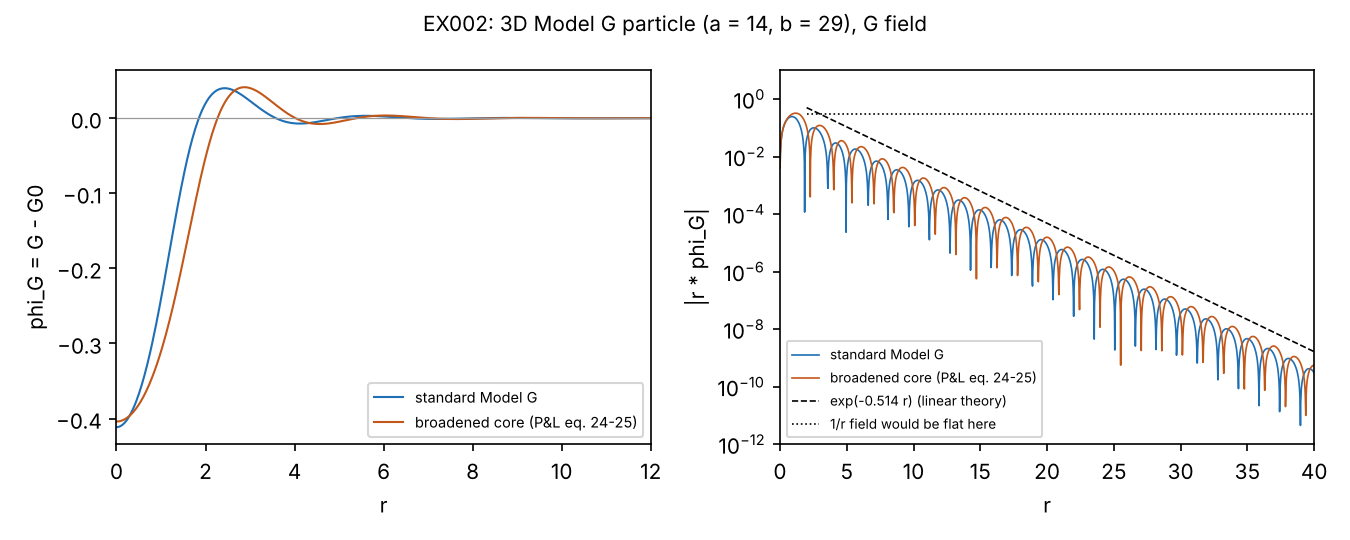 EX002: 3D Model G particle (a = 14, b = 29), G field
phi_G = G - G0
0.0
−0.1
−0.2
−0.3
−0.4
0 2 4 6 8 10 12
r
standard Model G
broadened core (P&L eq. 24-25)
|r * phi_G|
10⁰
10⁻²
10⁻⁴
10⁻⁶
10⁻⁸
10⁻¹⁰
10⁻¹²
0 5 10 15 20 25 30 35 40
r
standard Model G
broadened core (P&L eq. 24-25)
exp(-0.514 r) (linear theory)
1/r field would be flat here